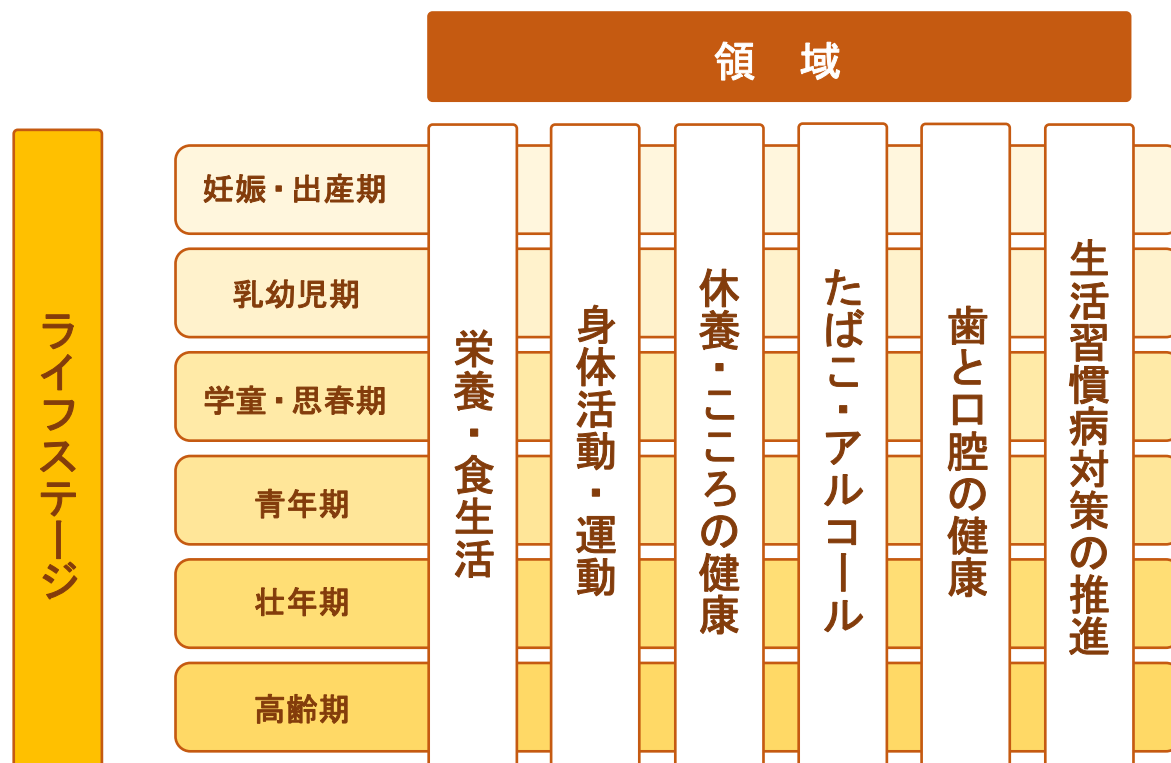 領　域
ライフステージ
妊娠・出産期
乳幼児期
学童・思春期
青年期
壮年期
高齢期
栄養・食生活
身体活動・運動
休養・こころの健康
たばこ・アルコール
歯と口腔の健康
生活習慣病対策の推進